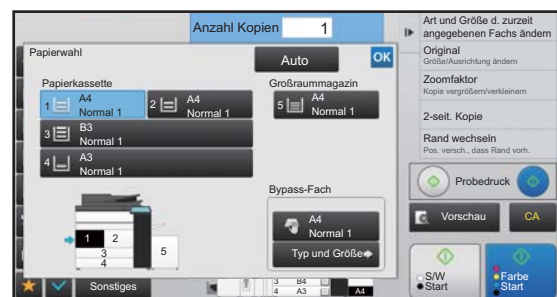 Anzahl Kopien 1
Papierwahl
Auto
OK
Papierkassette
1 A4
Normal 1
2 A4
Normal 1
3 B3
Normal 1
4 A3
Normal 1
Großraummagazin
5 A4
Normal 1
1 2
3
4
5
Bypass-Fach
A4
Normal 1
Typ und Größe
Sonstiges
3 B4
4 A3
A4
Art und Größe d. zurzeit
angegebenen Fachs ändern
Original
Größe/Ausrichtung ändern
Zoomfaktor
Kopie vergrößern/verkleinern
2-seit. Kopie
Rand wechseln
Pos. versch., dass Rand vorh.
Probedruck
Vorschau
CA
S/W
Start
Farbe
Start